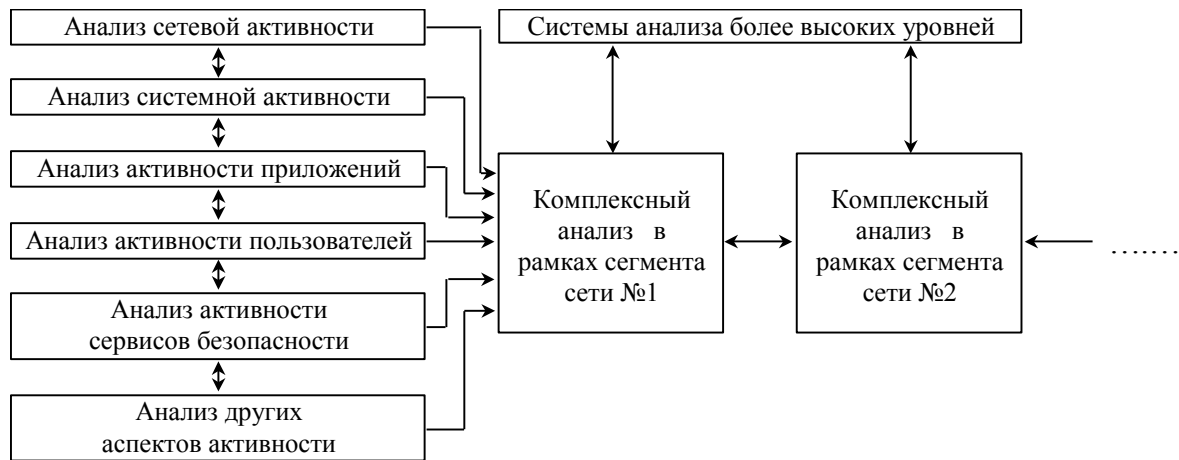 Анализ сетевой активности
Системы анализа более высоких уровней
Анализ системной активности
Анализ активности приложений
Анализ активности пользователей
Анализ активности
сервисов безопасности
Анализ других
аспектов активности
Комплексный
анализ в
рамках сегмента
сети №1
Комплексный
анализ в
рамках сегмента
сети №2
…….